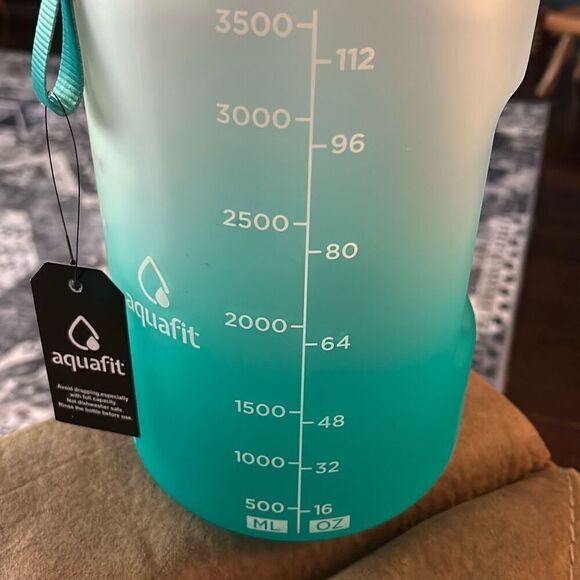 3500
112
3000
96
2500
80
2000
64
1500
48
1000
32
500
16
ML OZ
aquafit
aquafit
Avoid dropping,especially
with full capacity.
Not dishwasher safe.
Rinse the bottle before use.